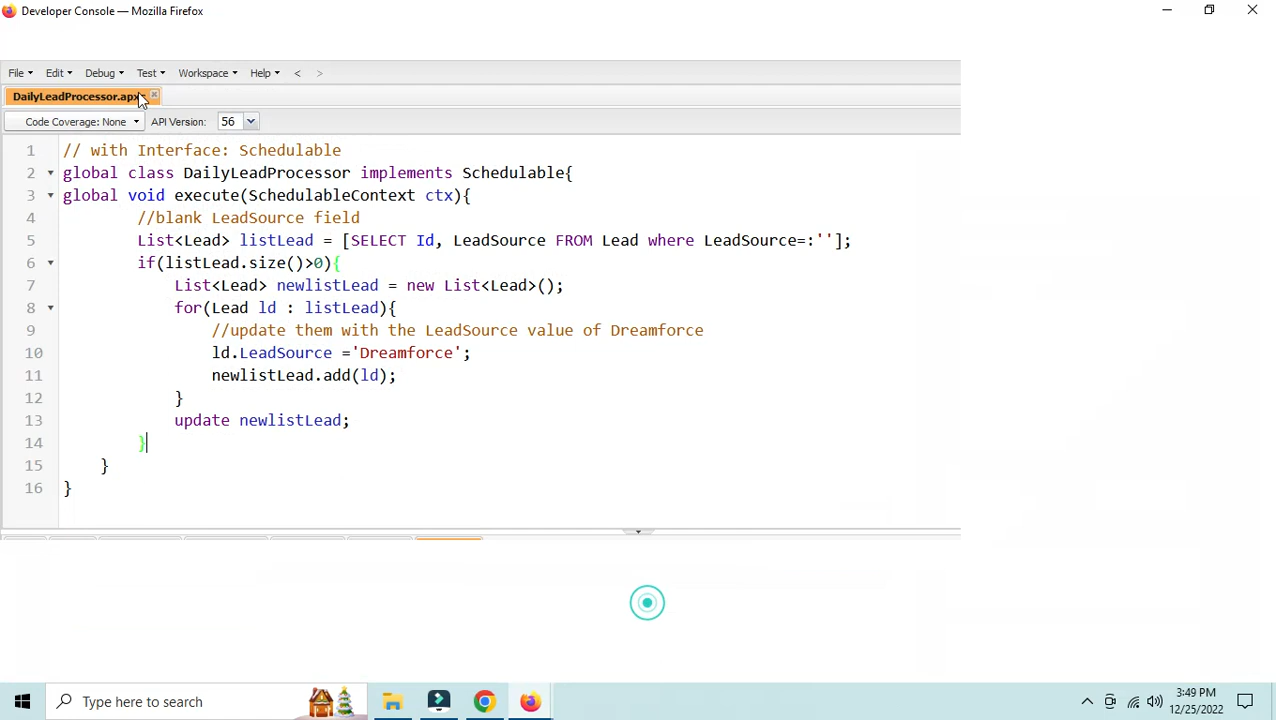 Developer Console — Mozilla Firefox
File Edit Debug Test Workspace Help < >
DailyLeadProcessor.apxc
Code Coverage: None API Version: 56
1 // with Interface: Schedulable
2 global class DailyLeadProcessor implements Schedulable{
3 global void execute(SchedulableContext ctx){
4 //blank LeadSource field
5 List<Lead> listLead = [SELECT Id, LeadSource FROM Lead where LeadSource=:''];
6 if(listLead.size()>0){
7 List<Lead> newlistLead = new List<Lead>();
8 for(Lead ld : listLead){
9 //update them with the LeadSource value of Dreamforce
10 ld.LeadSource ='Dreamforce';
11 newlistLead.add(ld);
12 }
13 update newlistLead;
14 }
15 }
16 }
Type here to search
3:49 PM
12/25/2022